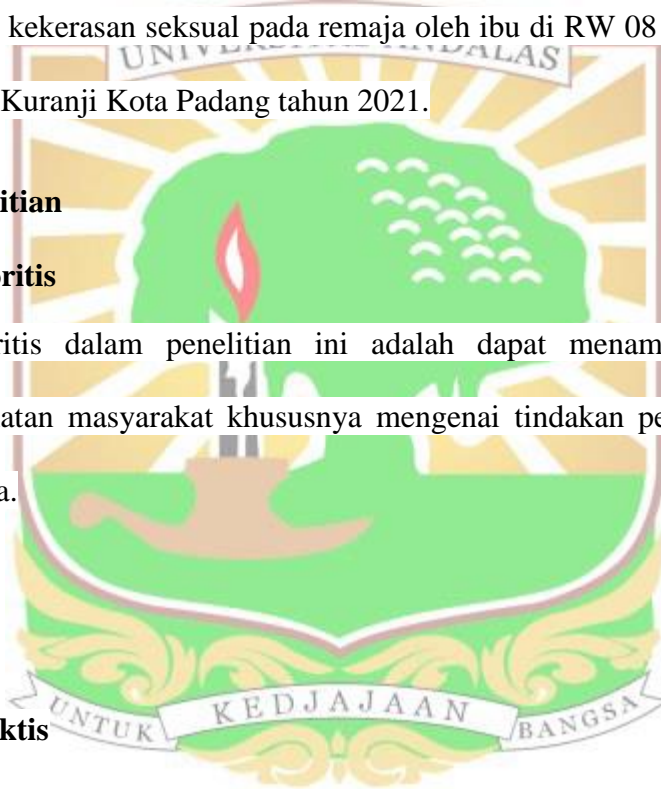 kekerasan seksual pada remaja oleh ibu di RW 08
UNIVERSITAS ANDALAS
Kuranji Kota Padang tahun 2021.
itian
oritis
ritis dalam penelitian ini adalah dapat menam
atan masyarakat khususnya mengenai tindakan pe
a.
UNTUK KEDJAJAAN BANGSA
ktis